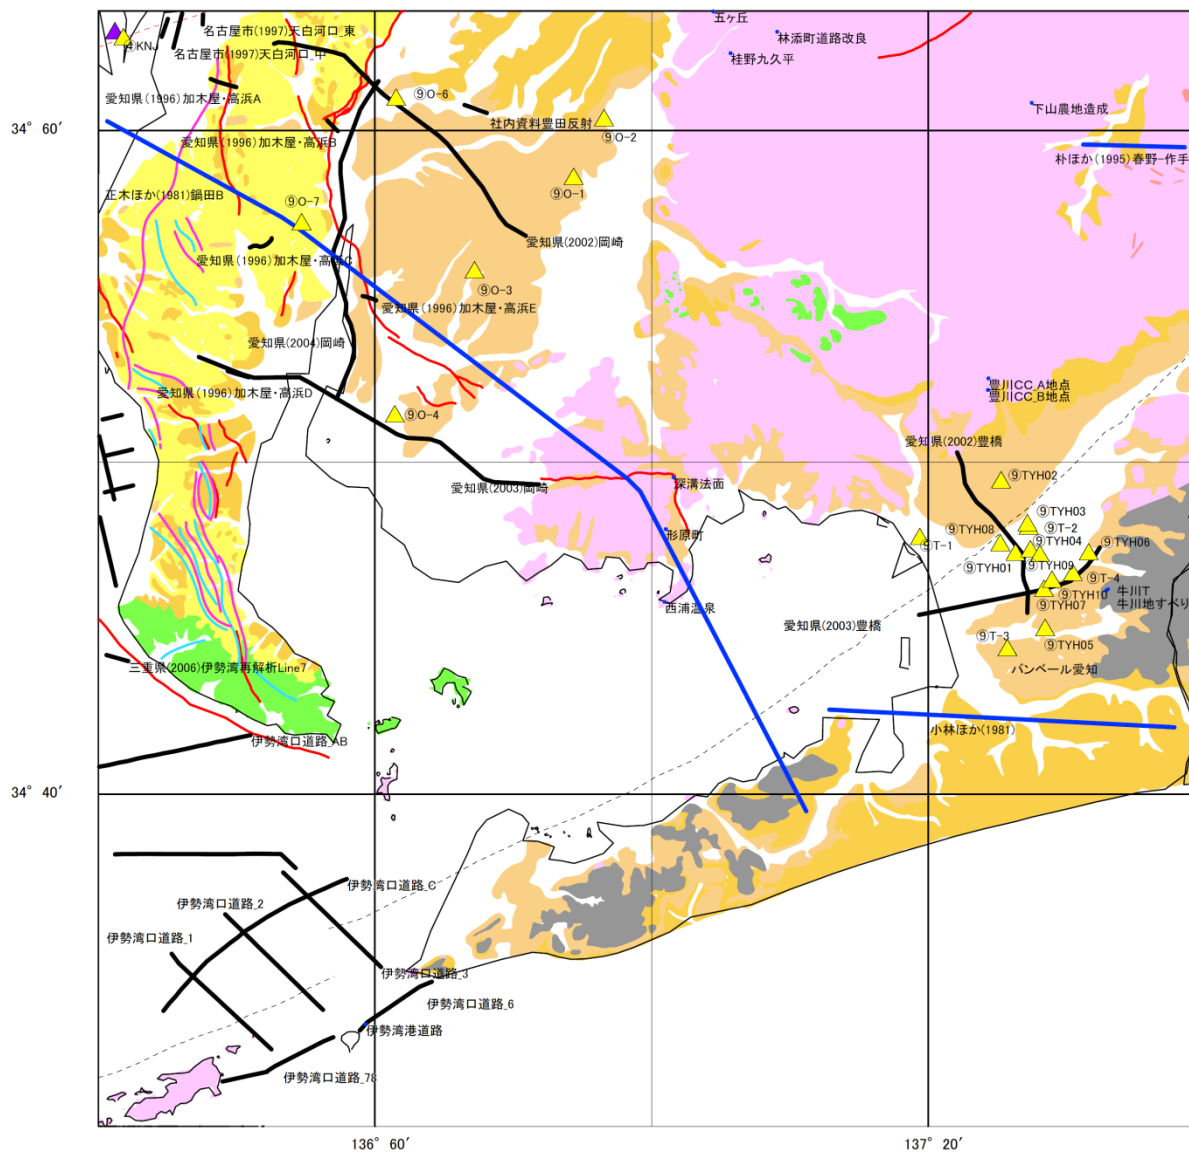 五ヶ丘
名古屋市(1997)天白河口_東
林添町道路改良
④KNJ
名古屋市(1997)天白河口_中
桂野九久平
⑨O-6
愛知県(1996)加木屋・高浜A
下山農地造成
社内資料豊田反射
34° 60′
⑨O-2
愛知県(1996)加木屋・高浜B
朴ほか(1995)春野-作手
正木ほか(1981)鍋田B
⑨O-7
⑨O-1
愛知県(2002)岡崎
愛知県(1996)加木屋・高浜C
⑨O-3
愛知県(1996)加木屋・高浜E
愛知県(2004)岡崎
豊川CC_A地点
愛知県(1996)加木屋・高浜D
豊川CC_B地点
⑨O-4
愛知県(2002)豊橋
⑨TYH02
愛知県(2003)岡崎
深溝法面
⑨TYH03
⑨TYH08
⑨T-2
形原町
⑨T-1
⑨TYH04
⑨TYH06
⑨TYH01
⑨TYH09
⑨T-4
牛川T
⑨TYH10
西浦温泉
⑨TYH07
牛川地すべり
愛知県(2003)豊橋
⑨T-3
⑨TYH05
三重県(2006)伊勢湾再解析Line7
バンベール愛知
小林ほか(1981)
伊勢湾口道路_AB
34° 40′
伊勢湾口道路_C
伊勢湾口道路_2
伊勢湾口道路_1
伊勢湾口道路_3
伊勢湾口道路_6
伊勢湾港道路
伊勢湾口道路_78
136° 60′
137° 20′